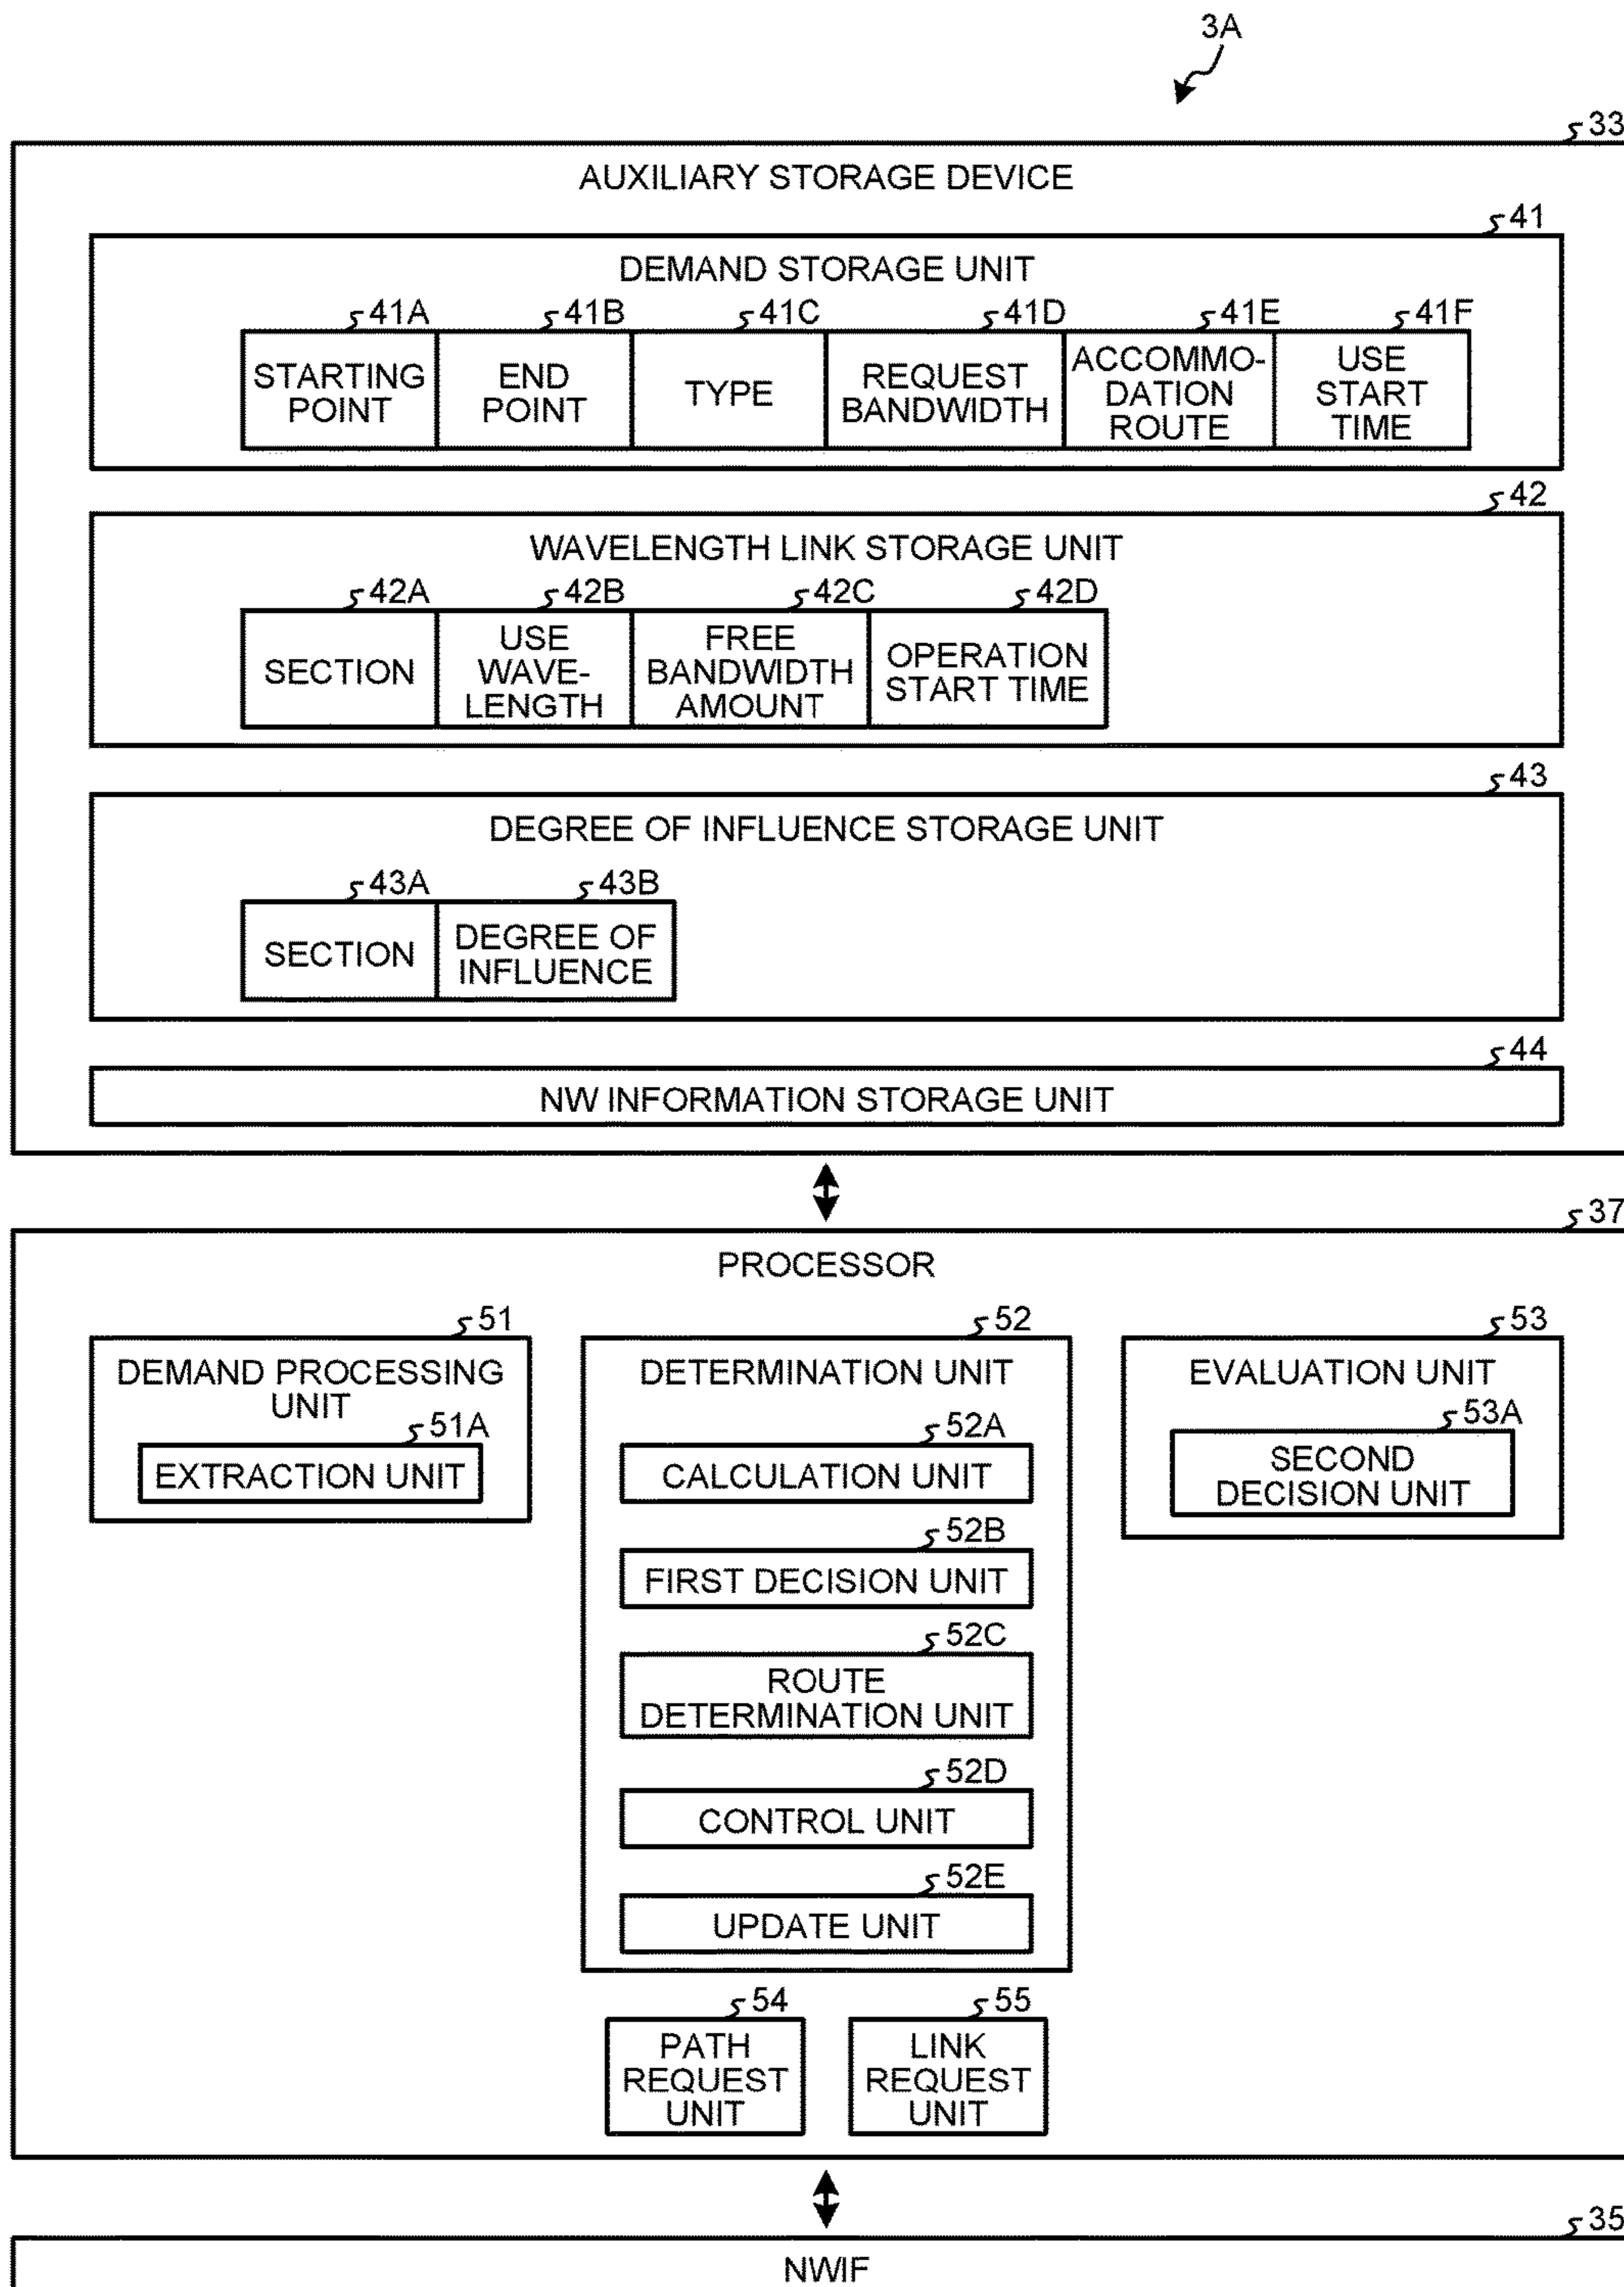 3A
33
AUXILIARY STORAGE DEVICE
41
DEMAND STORAGE UNIT
41A 41B 41C 41D 41E 41F
STARTING
POINT
END
POINT
TYPE
REQUEST
BANDWIDTH
ACCOMMO-
DATION
ROUTE
USE
START
TIME
42
WAVELENGTH LINK STORAGE UNIT
42A 42B 42C 42D
SECTION
USE
WAVE-
LENGTH
FREE
BANDWIDTH
AMOUNT
OPERATION
START TIME
43
DEGREE OF INFLUENCE STORAGE UNIT
43A 43B
SECTION
DEGREE OF
INFLUENCE
44
NW INFORMATION STORAGE UNIT
37
PROCESSOR
51
DEMAND PROCESSING
UNIT
51A
EXTRACTION UNIT
52
DETERMINATION UNIT
52A
CALCULATION UNIT
52B
FIRST DECISION UNIT
52C
ROUTE
DETERMINATION UNIT
52D
CONTROL UNIT
52E
UPDATE UNIT
53
EVALUATION UNIT
53A
SECOND
DECISION UNIT
54
PATH
REQUEST
UNIT
55
LINK
REQUEST
UNIT
35
NWIF